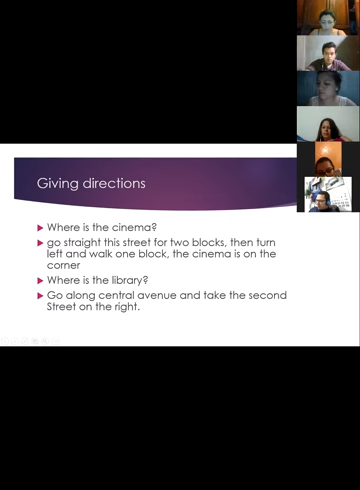 Giving directions
Where is the cinema?
go straight this street for two blocks, then turn
left and walk one block, the cinema is on the
corner
Where is the library?
Go along central avenue and take the second
Street on the right.